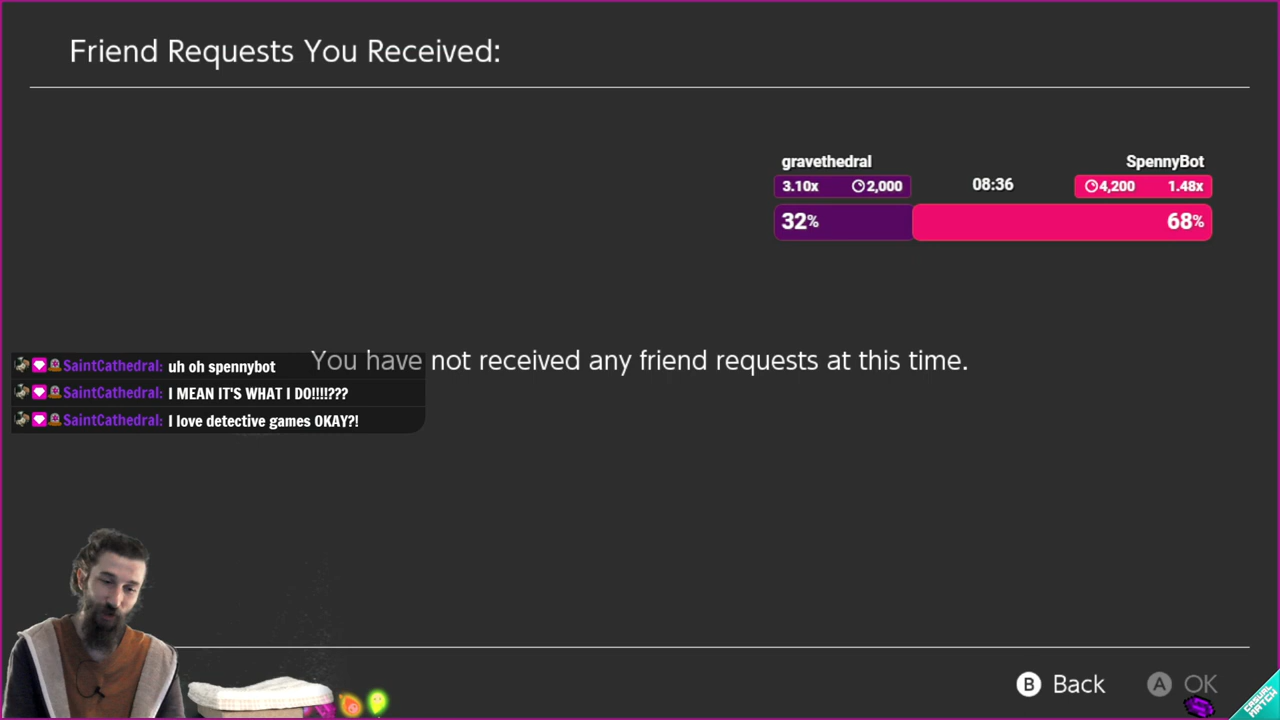 Friend Requests You Received:
gravethedral
SpennyBot
3.10x 2,000
08:36
4,200 1.48x
32%
68%
You have not received any friend requests at this time.
SaintCathedral: uh oh spennybot
SaintCathedral: I MEAN IT'S WHAT I DO!!!!???
SaintCathedral: I love detective games OKAY?!
B Back
A OK
CASUAL MATCH